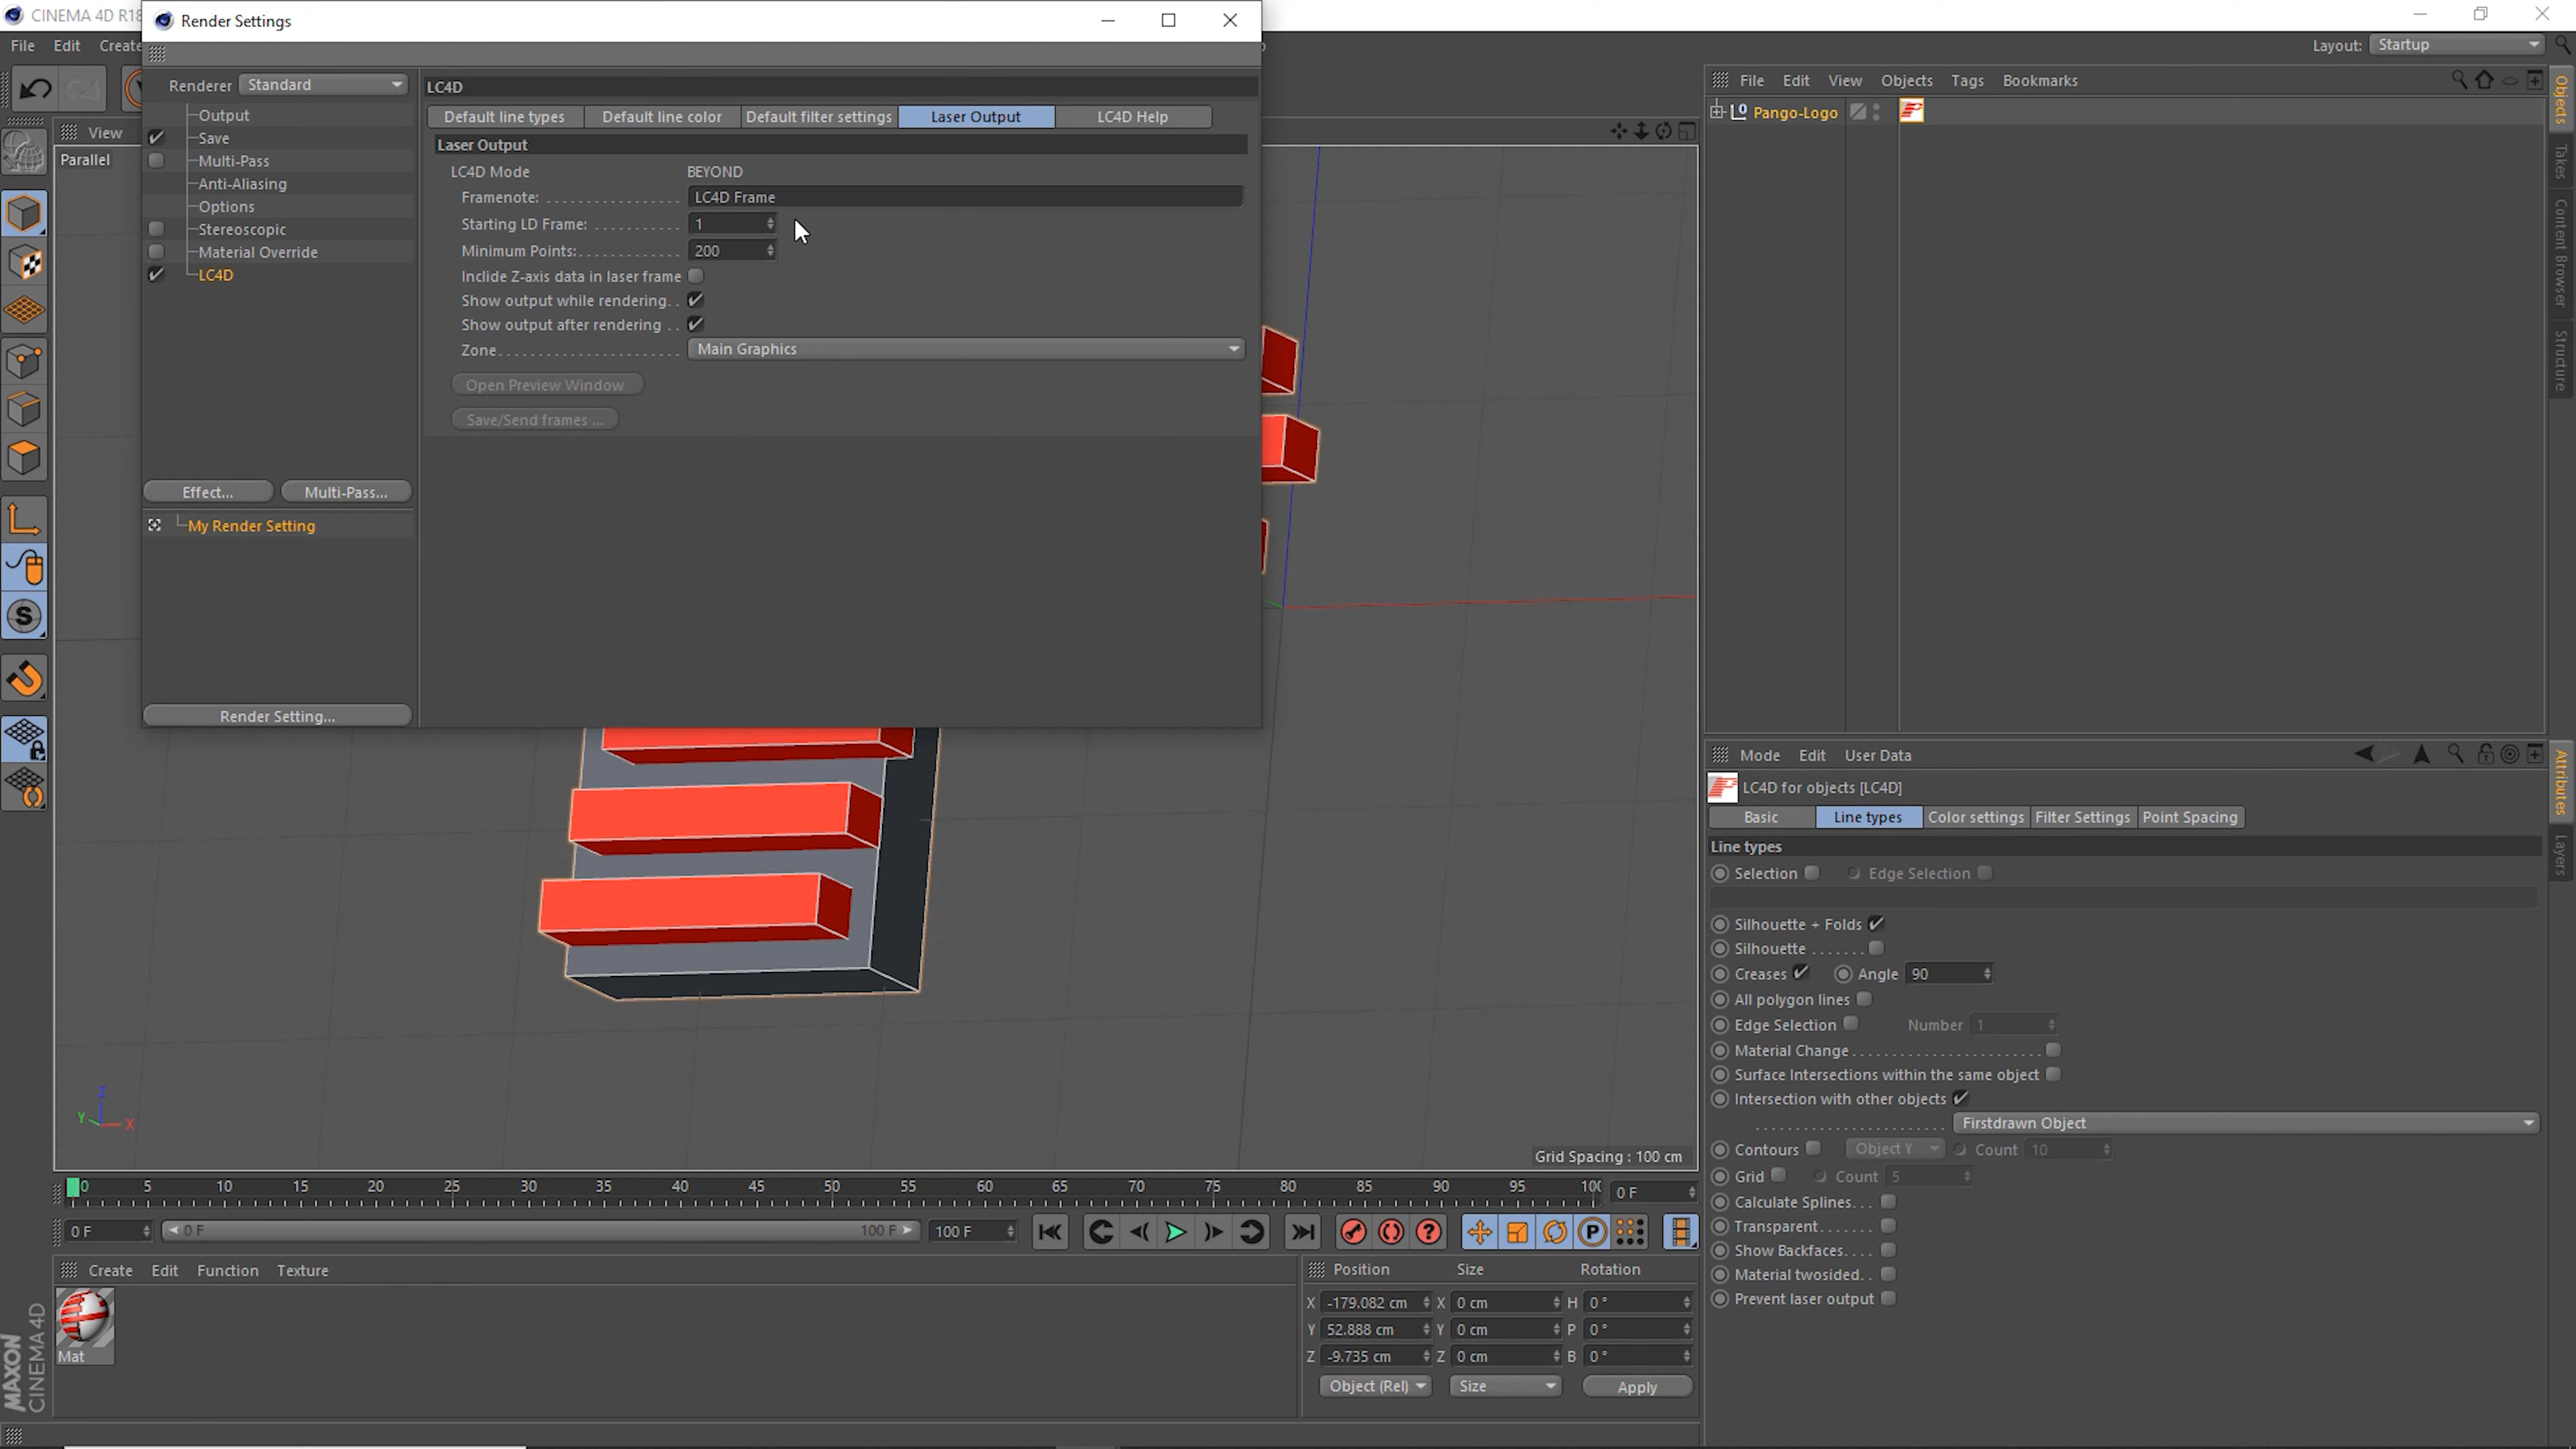 CINEMA 4D R18
Render Settings
File Edit Create
Layout: Startup
Renderer Standard
Output
Save
Multi-Pass
Anti-Aliasing
Options
Stereoscopic
Material Override
LC4D
Effect... Multi-Pass...
My Render Setting
Render Setting...
LC4D
Default line types Default line color Default filter settings Laser Output LC4D Help
Laser Output
LC4D Mode BEYOND
Framenote: LC4D Frame
Starting LD Frame: 1
Minimum Points: 200
Inclide Z-axis data in laser frame
Show output while rendering
Show output after rendering
Zone Main Graphics
Open Preview Window
Save/Send frames ...
View
Parallel
File Edit View Objects Tags Bookmarks
Pango-Logo
Objects
Takes
Content Browser
Structure
Mode Edit User Data
LC4D for objects [LC4D]
Basic Line types Color settings Filter Settings Point Spacing
Line types
Selection Edge Selection
Silhouette + Folds
Silhouette
Creases Angle 90
All polygon lines
Edge Selection Number 1
Material Change
Surface Intersections within the same object
Intersection with other objects
Firstdrawn Object
Contours Object Y Count 10
Grid Count 5
Calculate Splines
Transparent
Show Backfaces
Material twosided
Prevent laser output
Attributes
Layers
Z
Y X
Grid Spacing : 100 cm
0 5 10 15 20 25 30 35 40 45 50 55 60 65 70 75 80 85 90 95 100 0 F
0 F 0 F 100 F 100 F
Create Edit Function Texture
Mat
MAXON
CINEMA 4D
Position Size Rotation
X -179.082 cm X 0 cm H 0 °
Y 52.888 cm Y 0 cm P 0 °
Z -9.735 cm Z 0 cm B 0 °
Object (Rel) Size Apply